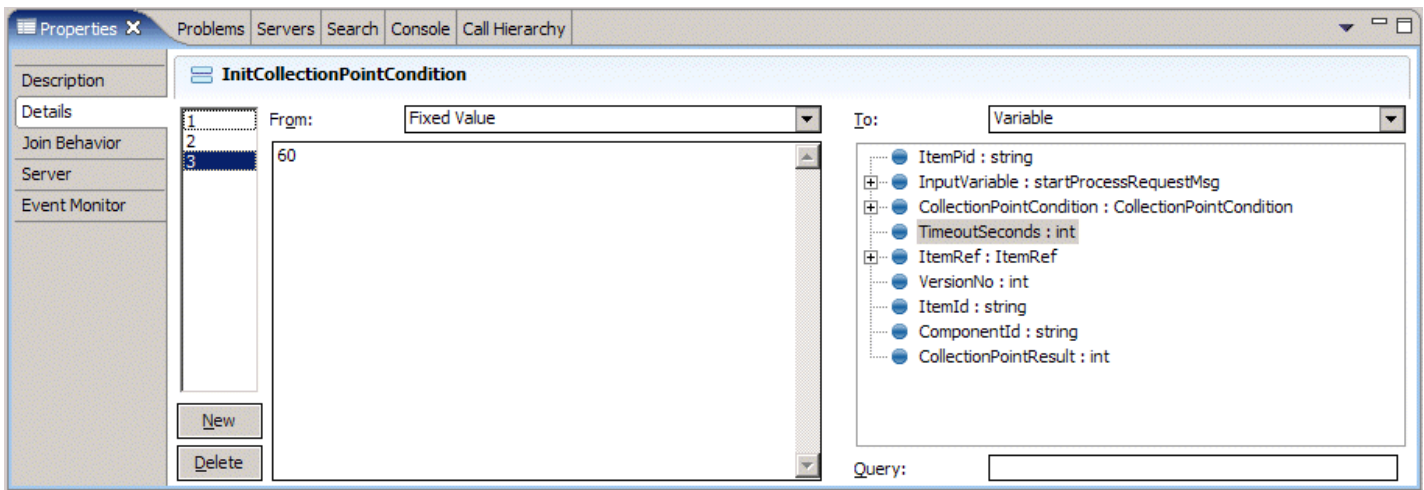 Properties Problems Servers Search Console Call Hierarchy
InitCollectionPointCondition
Description
Details
Join Behavior
Server
Event Monitor
1
2
3
From: Fixed Value
60
New
Delete
To: Variable
ItemPid : string
InputVariable : startProcessRequestMsg
CollectionPointCondition : CollectionPointCondition
TimeoutSeconds : int
ItemRef : ItemRef
VersionNo : int
ItemId : string
ComponentId : string
CollectionPointResult : int
Query: